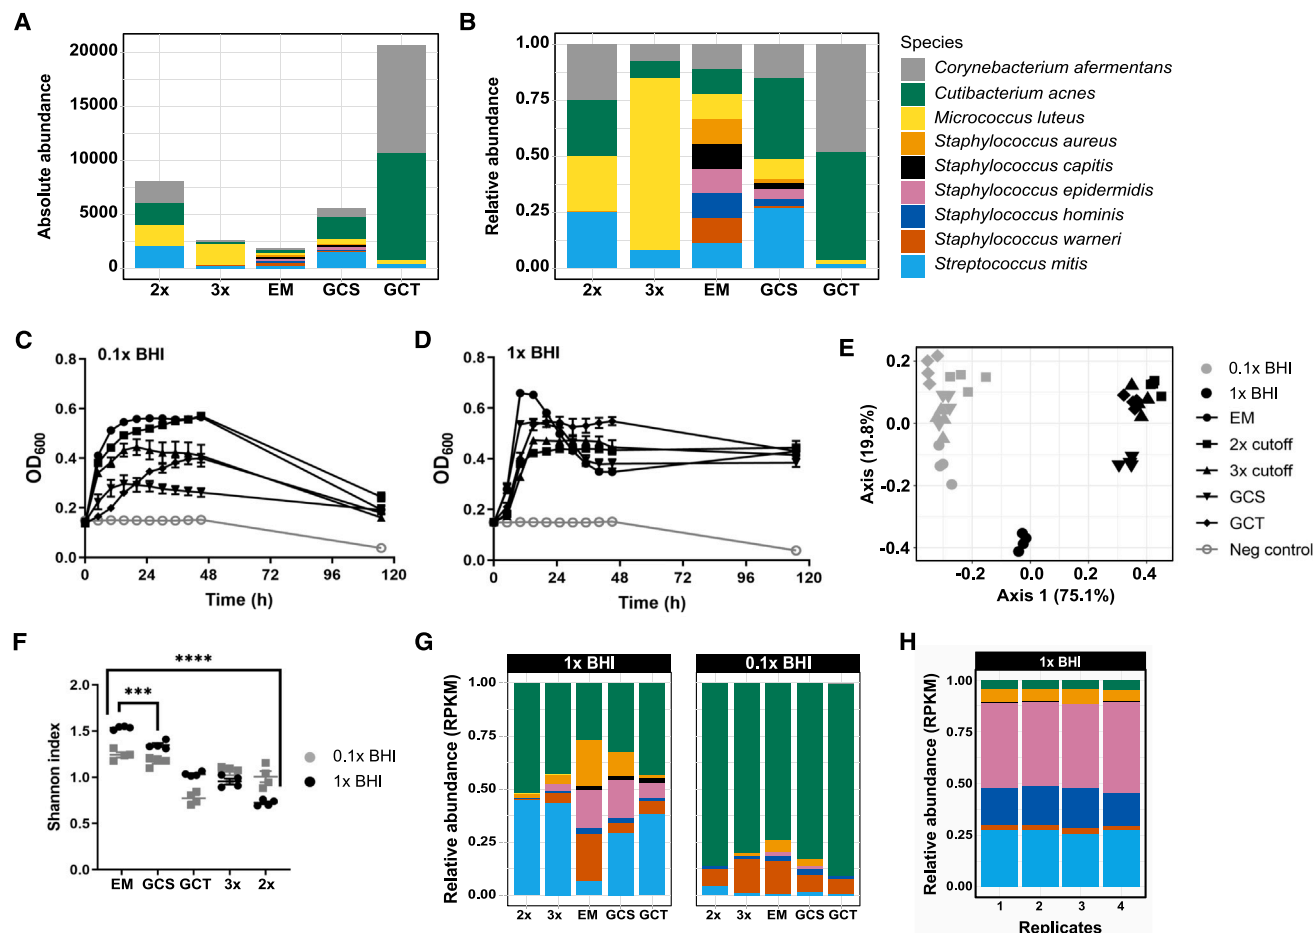 A
Absolute abundance
20000
15000
10000
5000
0
2x 3x EM GCS GCT
B
Relative abundance
1.00
0.75
0.50
0.25
0.00
2x 3x EM GCS GCT
Species
Corynebacterium afermentans
Cutibacterium acnes
Micrococcus luteus
Staphylococcus aureus
Staphylococcus capitis
Staphylococcus epidermidis
Staphylococcus hominis
Staphylococcus warneri
Streptococcus mitis
C
0.1x BHI
OD600
0.8
0.6
0.4
0.2
0.0
0 24 48 72 96 120
Time (h)
D
1x BHI
OD600
0.8
0.6
0.4
0.2
0.0
0 24 48 72 96 120
Time (h)
E
Axis (19.8%)
0.2
0.0
-0.2
-0.4
-0.2 0.0 0.2 0.4
Axis 1 (75.1%)
0.1x BHI
1x BHI
EM
2x cutoff
3x cutoff
GCS
GCT
Neg control
F
Shannon index
2.0
1.5
1.0
0.5
0.0
****
***
EM GCS GCT 3x 2x
0.1x BHI
1x BHI
G
Relative abundance (RPKM)
1x BHI 0.1x BHI
1.00
0.75
0.50
0.25
0.00
2x 3x EM GCS GCT 2x 3x EM GCS GCT
H
Relative abundance (RPKM)
1x BHI
1.00
0.75
0.50
0.25
0.00
1 2 3 4
Replicates